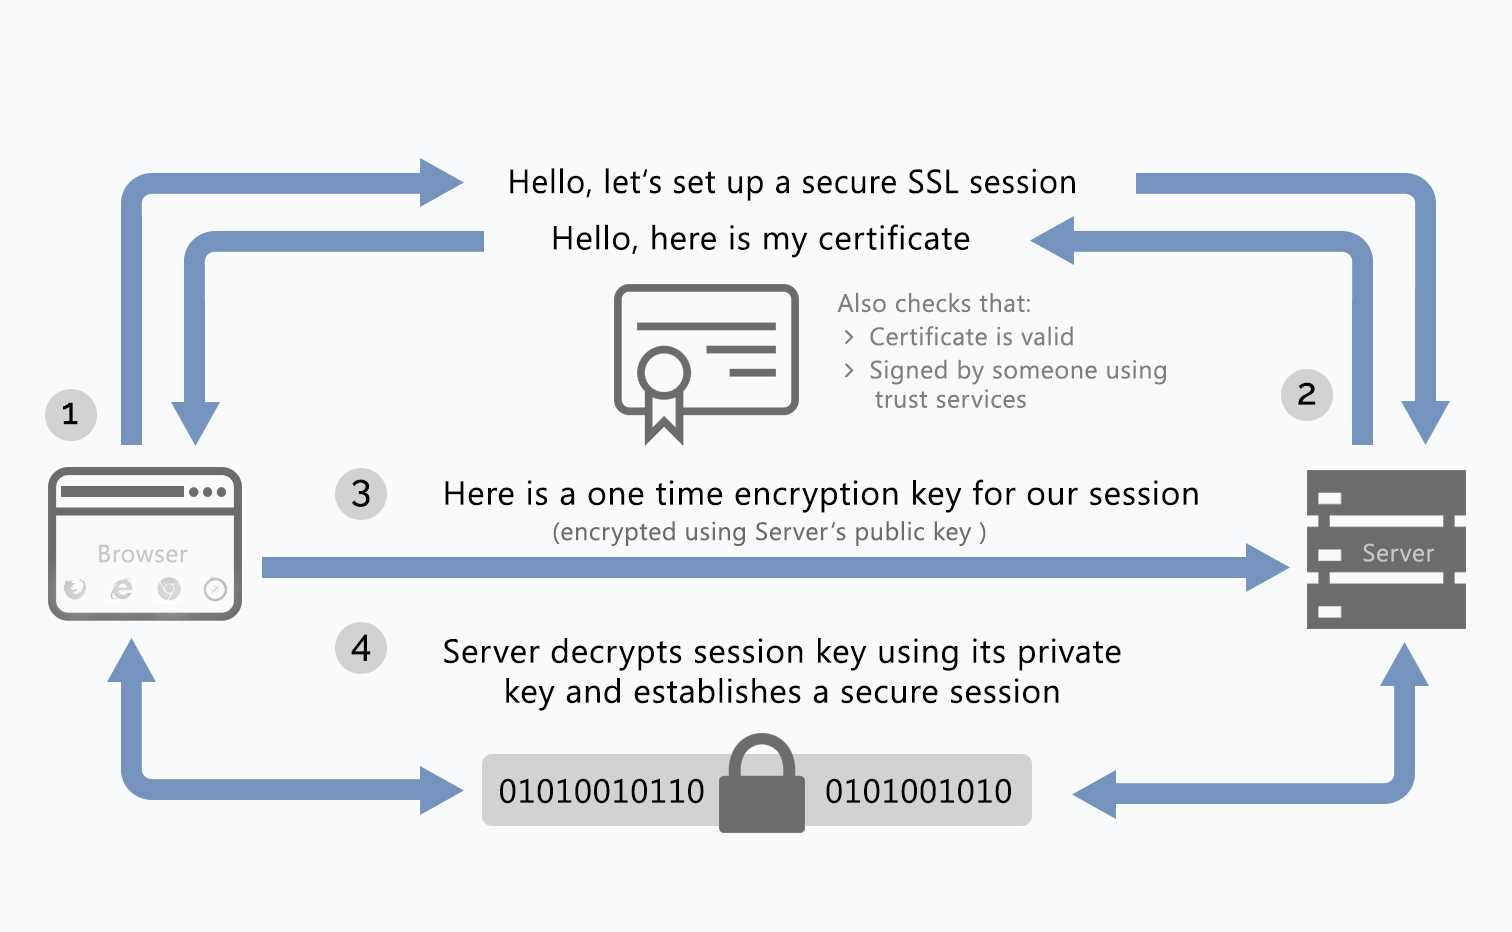 Hello, let‘s set up a secure SSL session
Hello, here is my certificate
Also checks that:
> Certificate is valid
> Signed by someone using
trust services
1
2
3
Here is a one time encryption key for our session
(encrypted using Server‘s public key )
Browser
Server
4
Server decrypts session key using its private
key and establishes a secure session
01010010110
0101001010